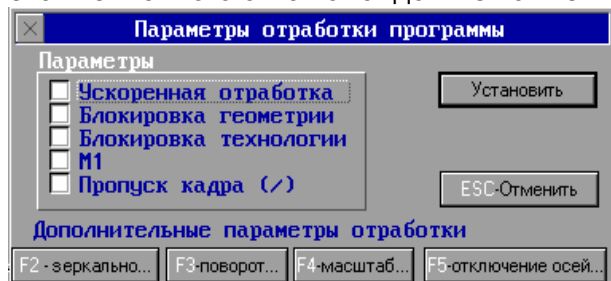 Параметры отработки программы
Параметры
Ускоренная отработка
Блокировка геометрии
Блокировка технологии
M1
Пропуск кадра (/)
Установить
ESC-Отменить
Дополнительные параметры отработки
F2 - зеркально...
F3-поворот...
F4-масштаб...
F5-отключение осей...